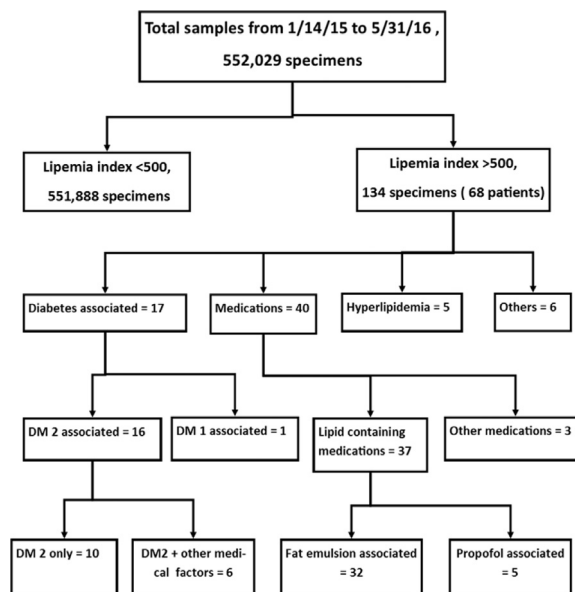 Total samples from 1/14/15 to 5/31/16 ,
552,029 specimens
Lipemia index <500,
551,888 specimens
Lipemia index >500,
134 specimens ( 68 patients)
Diabetes associated = 17
Medications = 40
Hyperlipidemia = 5
Others = 6
DM 2 associated = 16
DM 1 associated = 1
Lipid containing
medications = 37
Other medications = 3
DM 2 only = 10
DM2 + other medi-
cal factors = 6
Fat emulsion associated
= 32
Propofol associated
= 5